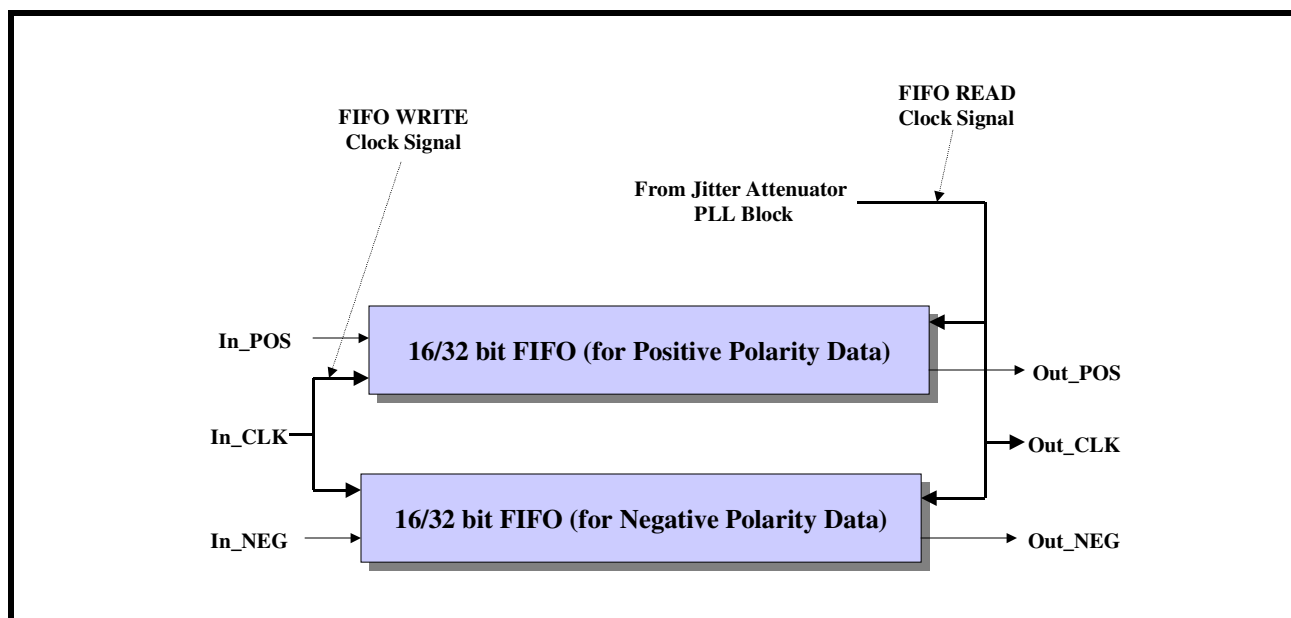 FIFO WRITE
Clock Signal
FIFO READ
Clock Signal
From Jitter Attenuator
PLL Block
In_POS
16/32 bit FIFO (for Positive Polarity Data)
Out_POS
In_CLK
Out_CLK
16/32 bit FIFO (for Negative Polarity Data)
In_NEG
Out_NEG